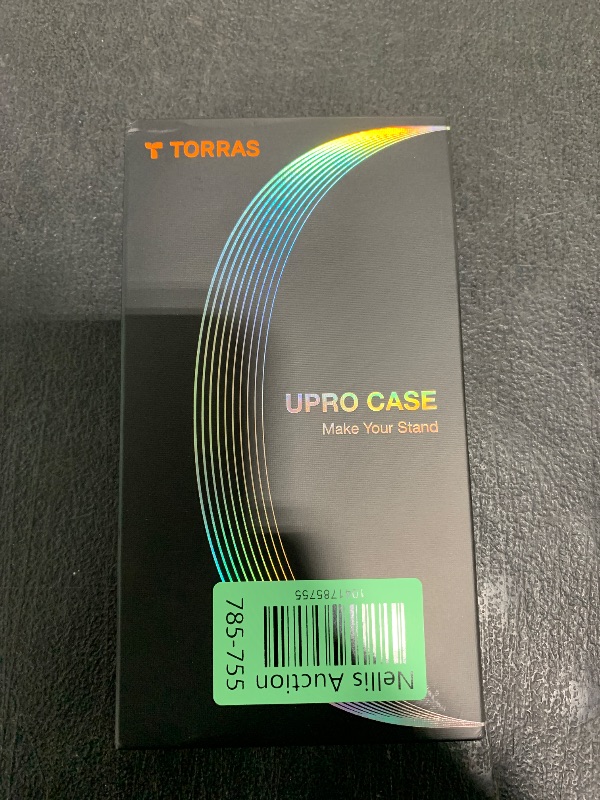 TORRAS
UPRO CASE
Make Your Stand
Nellis Auction
785-755